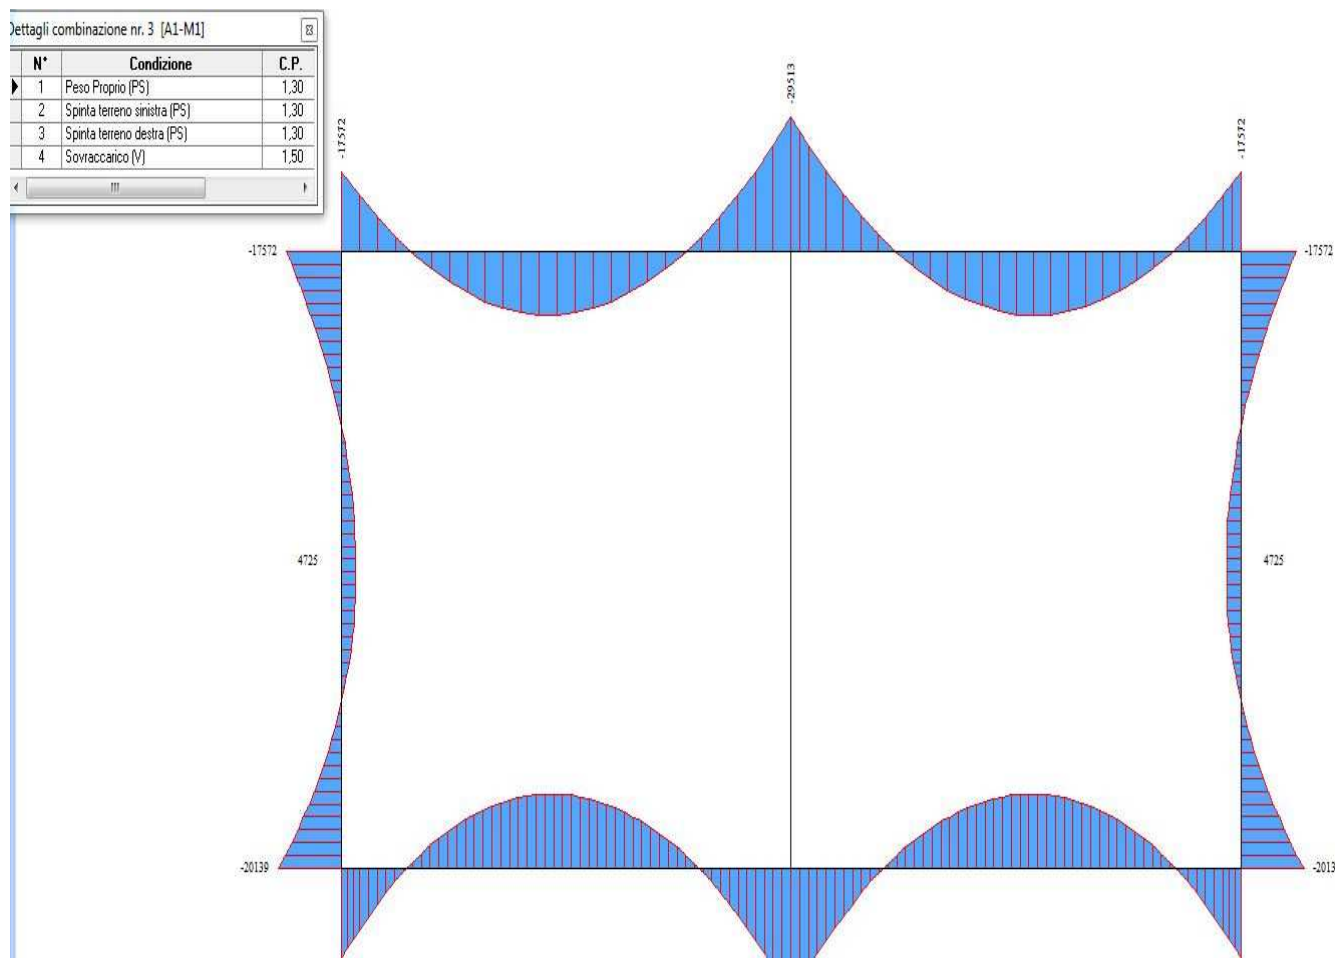 Dettagli combinazione nr. 3 [A1-M1]
N° Condizione C.P.
1 Peso Proprio (PS) 1,30
2 Spinta terreno sinistra (PS) 1,30
3 Spinta terreno destra (PS) 1,30
4 Sovraccarico (V) 1,50
-29513
-17572
-17572
-17572
-17572
4725
4725
-20139
-2013